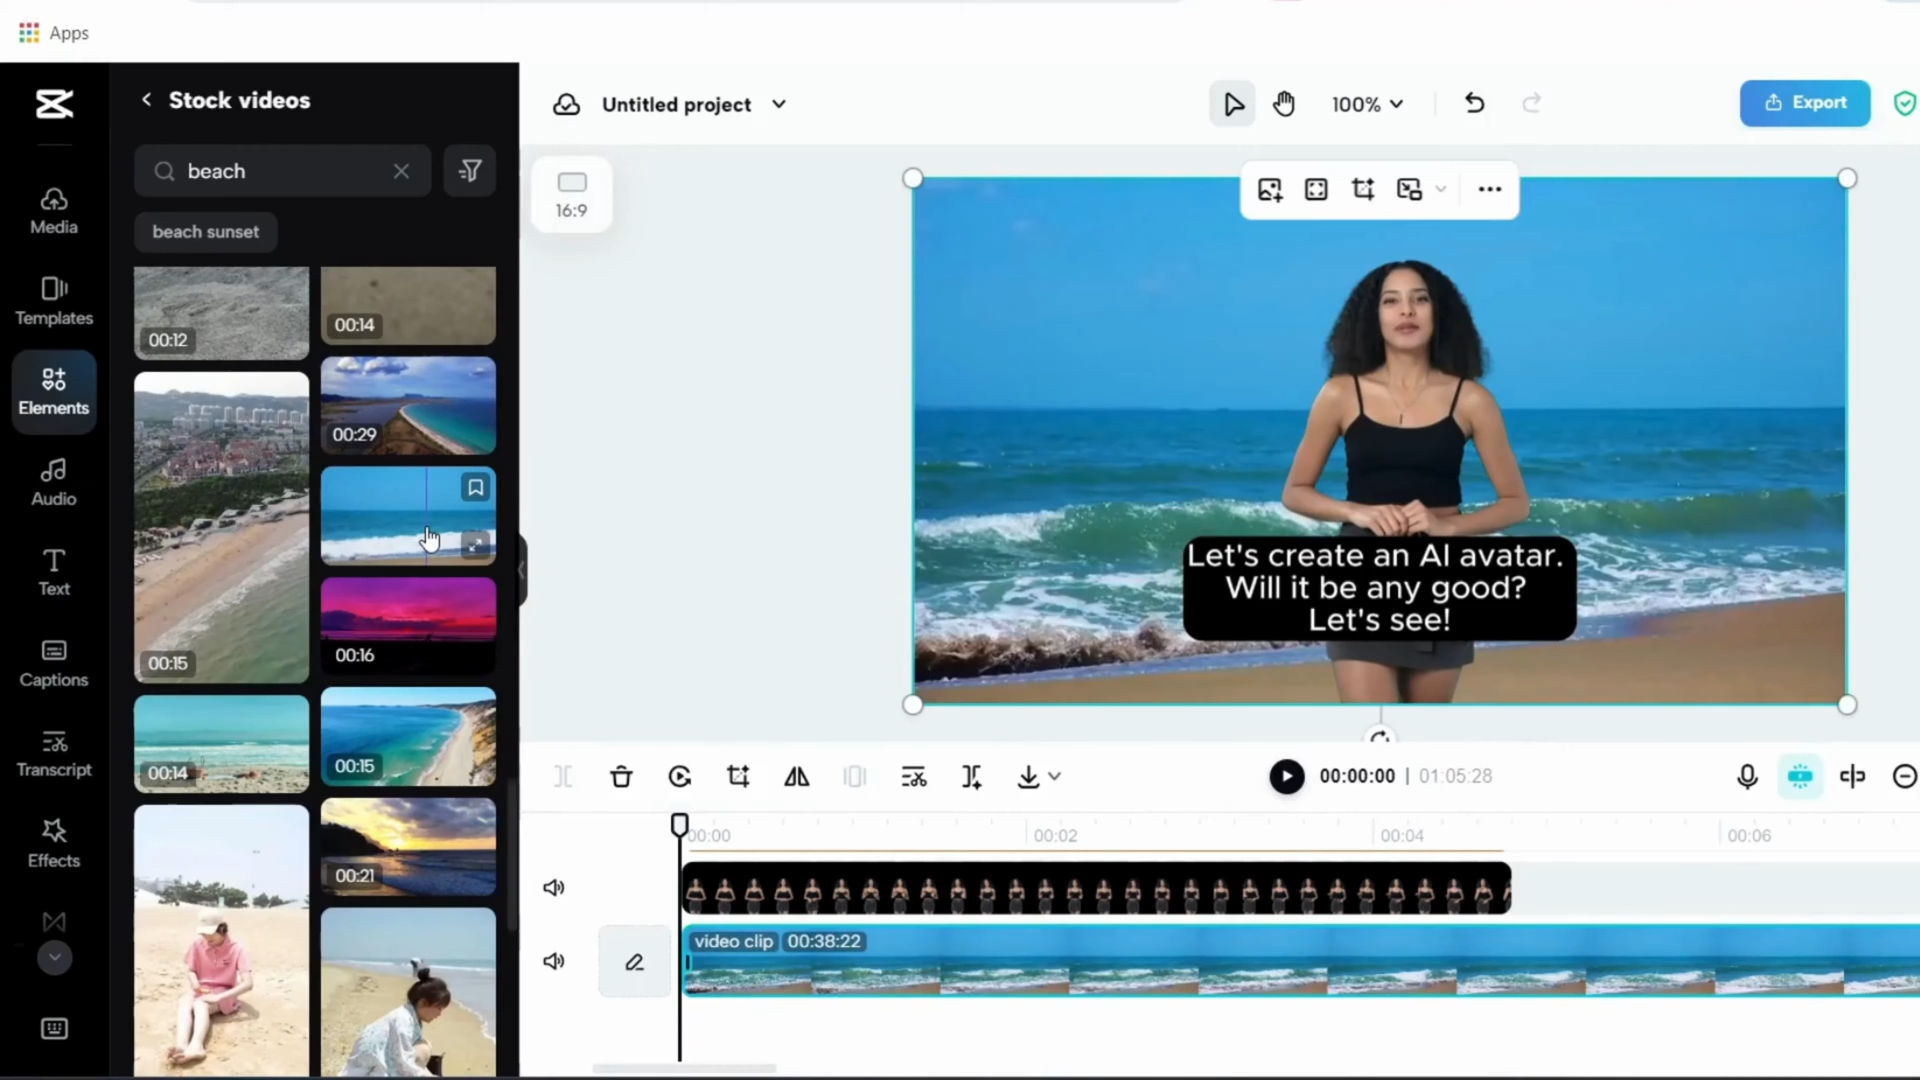 Apps
Stock videos
beach
beach sunset
Media
Templates
Elements
Audio
Text
Captions
Transcript
Effects
00:12
00:14
00:29
00:15
00:16
00:14
00:15
00:21
Untitled project
100%
Export
16:9
Let's create an AI avatar.
Will it be any good?
Let's see!
00:00:00 | 01:05:28
00:00
00:02
00:04
00:06
video clip 00:38:22